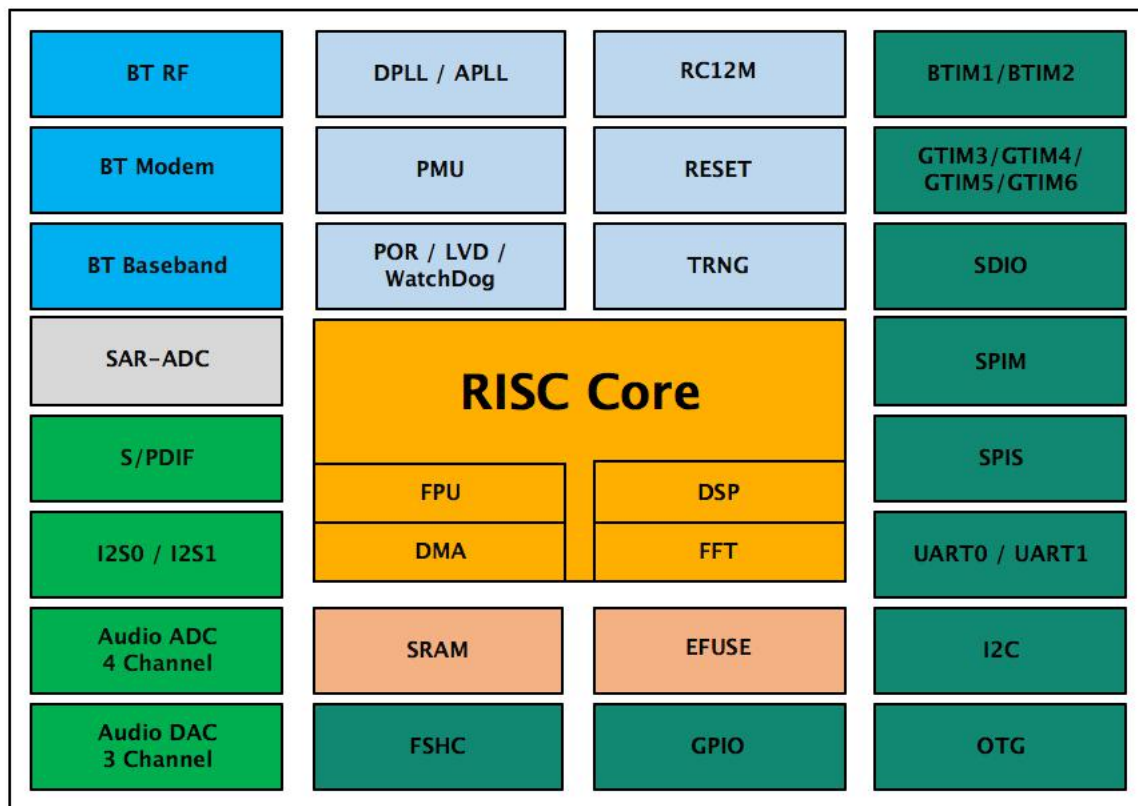 BT RF
DPLL / APLL
RC12M
BTIM1/BTIM2
BT Modem
PMU
RESET
GTIM3/GTIM4/
GTIM5/GTIM6
BT Baseband
POR / LVD /
WatchDog
TRNG
SDIO
SAR-ADC
RISC Core
SPIM
S/PDIF
FPU
DSP
SPIS
I2S0 / I2S1
DMA
FFT
UART0 / UART1
Audio ADC
4 Channel
SRAM
EFUSE
I2C
Audio DAC
3 Channel
FSHC
GPIO
OTG